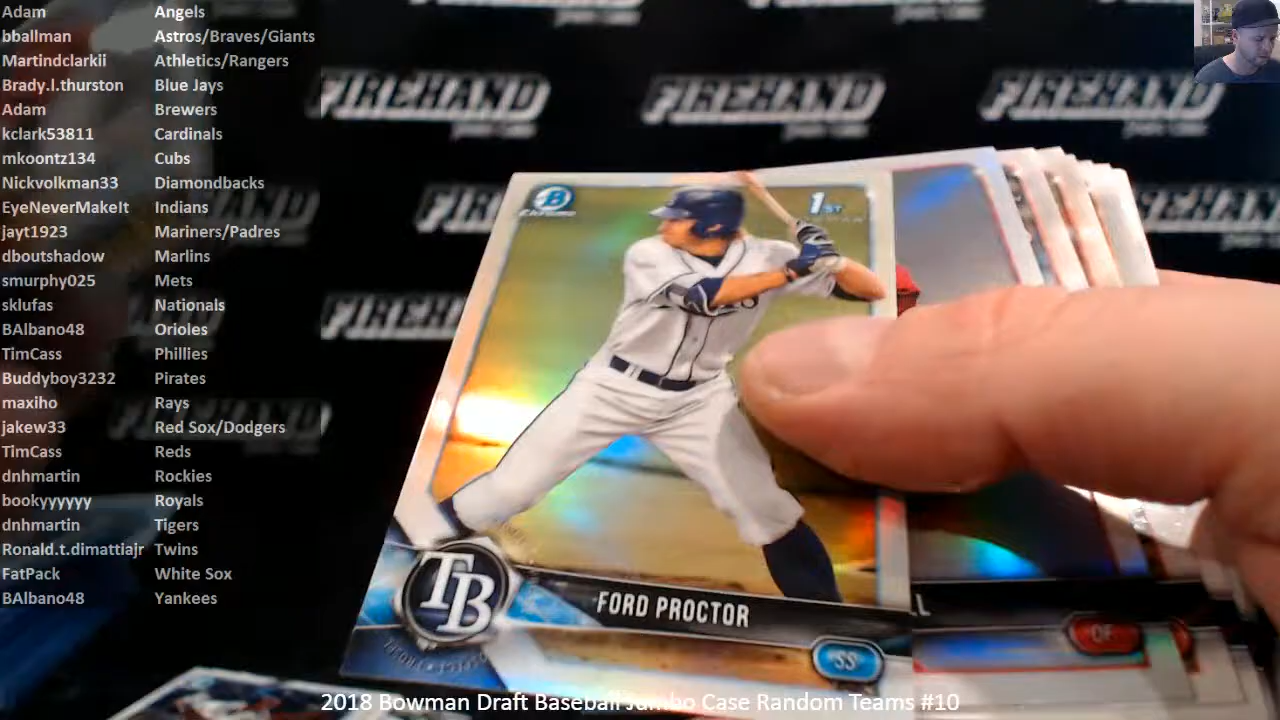 Adam Angels
bballman Astros/Braves/Giants
Martindclarkii Athletics/Rangers
Brady.l.thurston Blue Jays
Adam Brewers
kclark53811 Cardinals
mkoontz134 Cubs
Nickvolkman33 Diamondbacks
EyeNeverMakeIt Indians
jayt1923 Mariners/Padres
dboutshadow Marlins
smurphy025 Mets
sklufas Nationals
BAlbano48 Orioles
TimCass Phillies
Buddyboy3232 Pirates
maxiho Rays
jakew33 Red Sox/Dodgers
TimCass Reds
dnhmartin Rockies
bookyyyyyy Royals
dnhmartin Tigers
Ronald.t.dimattiajr Twins
FatPack White Sox
BAlbano48 Yankees
FIREHAND FIREHAND FIREHAND
B
Chrome
1ST
TB
FORD PROCTOR
SS
OF
2018 Bowman Draft Baseball Jumbo Case Random Teams #10